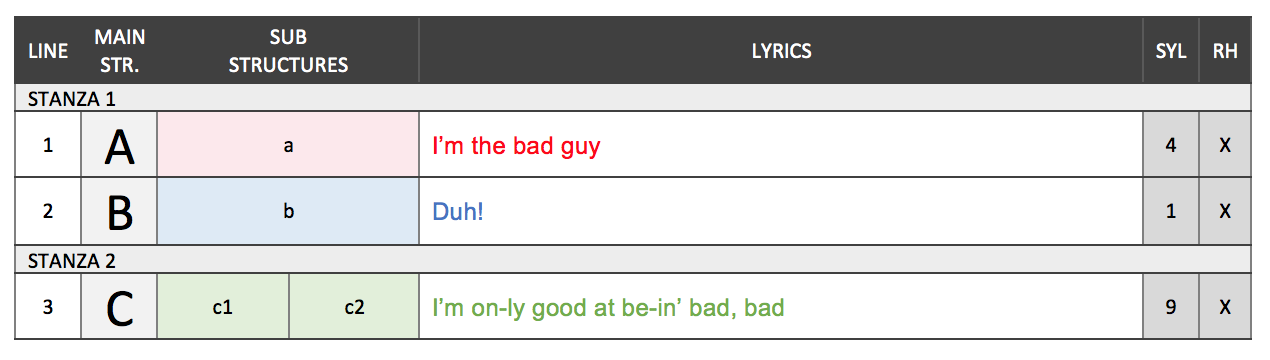 LINE MAIN STR. SUB STRUCTURES LYRICS SYL RH
STANZA 1
1 A a I’m the bad guy 4 X
2 B b Duh! 1 X
STANZA 2
3 C c1 c2 I’m on-ly good at be-in’ bad, bad 9 X